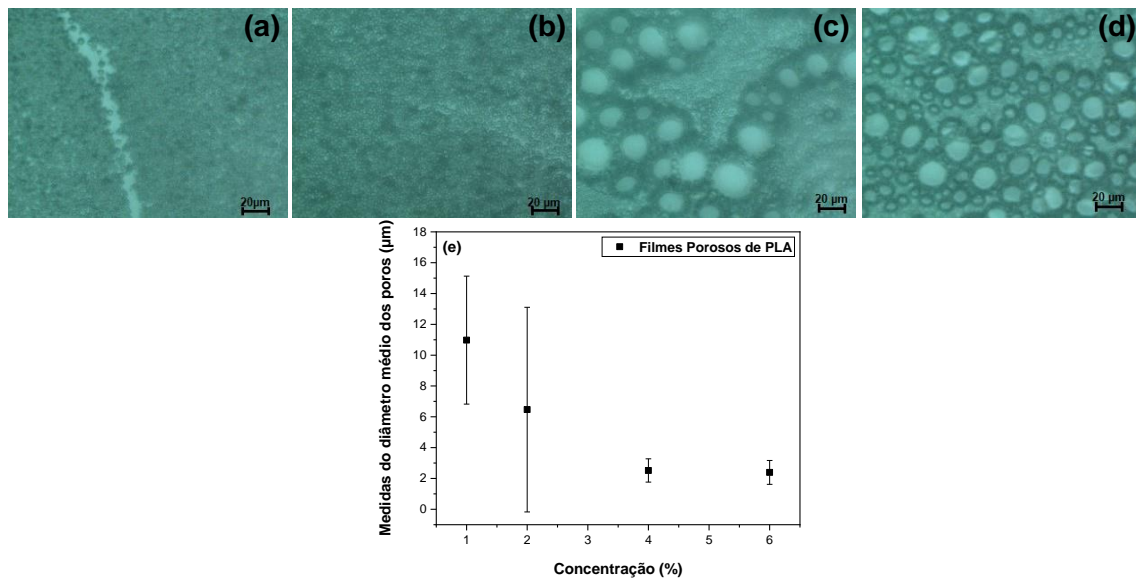 (a)
20µm
(b)
20 µm
(c)
20 µm
(d)
20 µm
(e)
Filmes Porosos de PLA
Medidas do diâmetro médio dos poros (µm)
18
16
14
12
10
8
6
4
2
0
1
2
3
4
5
6
Concentração (%)